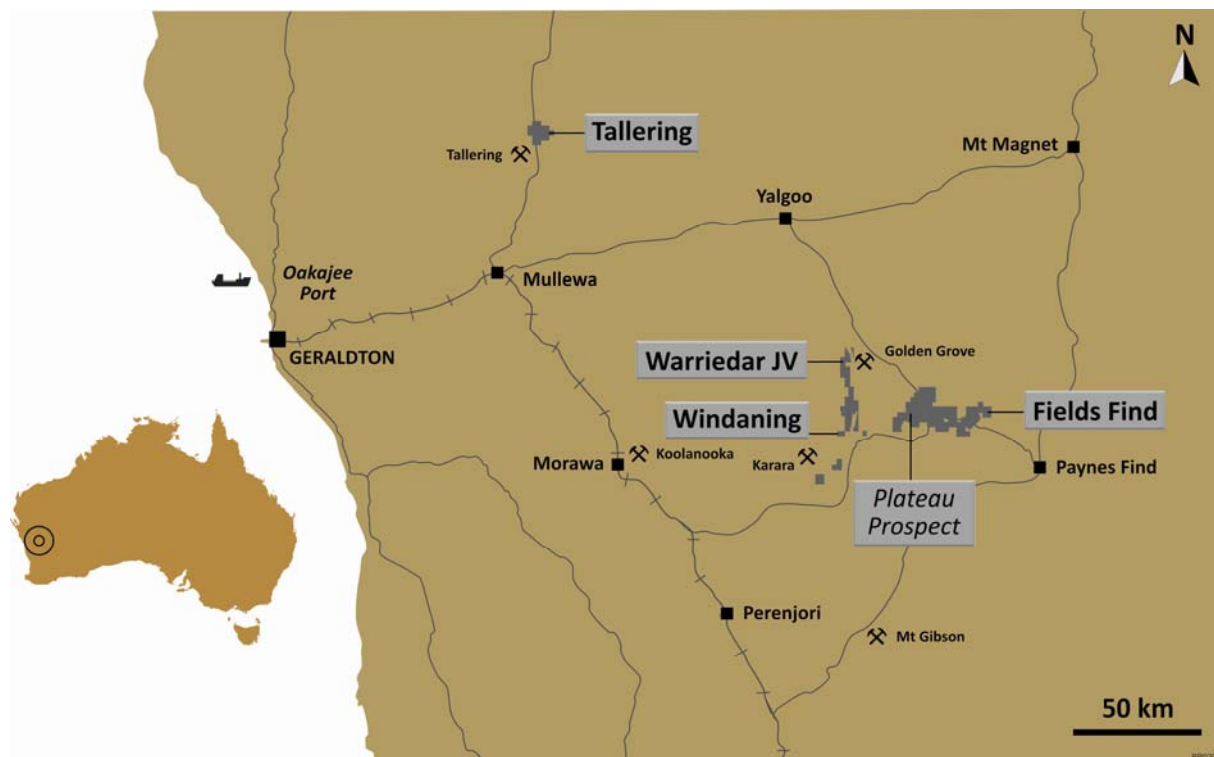 N
Tallering
Tallering
Mt Magnet
Yalgoo
Oakajee
Port
Mullewa
GERALDTON
Warriedar JV
Golden Grove
Windaning
Fields Find
Morawa
Koolanooka
Karara
Paynes Find
Plateau
Prospect
Perenjori
Mt Gibson
50 km